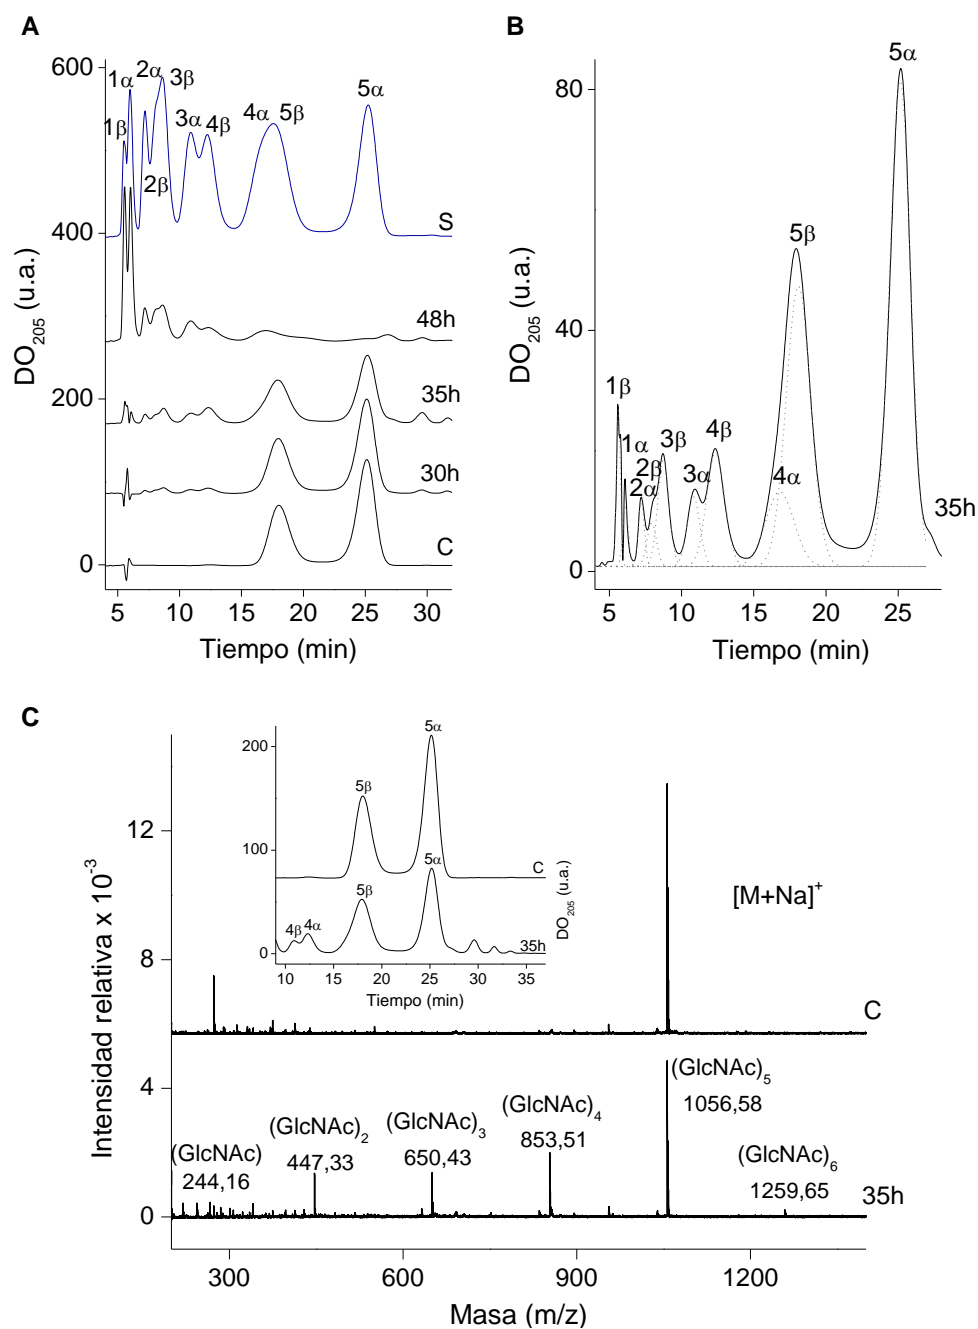 A
600
400
200
0
DO205 (u.a.)
1β
1α
2α
3β
2β
3α
4β
4α
5β
5α
S
48h
35h
30h
C
5 10 15 20 25 30
Tiempo (min)
B
80
40
0
DO205 (u.a.)
1β
1α
2β
2α
3β
3α
4β
4α
5β
5α
35h
5 10 15 20 25
Tiempo (min)
C
12
8
4
0
Intensidad relativa x 10-3
200
100
0
5β
5α
C
5β
5α
4β
4α
35h
DO205 (u.a.)
10 15 20 25 30 35
Tiempo (min)
[M+Na]+
C
(GlcNAc)
244,16
(GlcNAc)2
447,33
(GlcNAc)3
650,43
(GlcNAc)4
853,51
(GlcNAc)5
1056,58
(GlcNAc)6
1259,65
35h
300 600 900 1200
Masa (m/z)